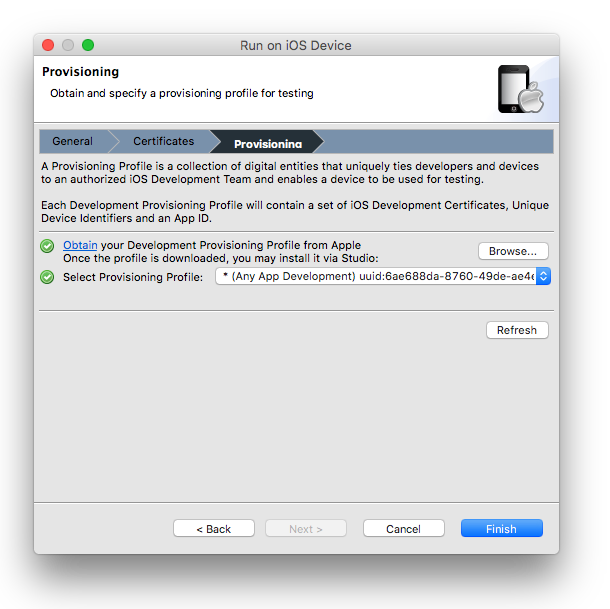 Run on iOS Device
Provisioning
Obtain and specify a provisioning profile for testing
General
Certificates
Provisioning
A Provisioning Profile is a collection of digital entities that uniquely ties developers and devices
to an authorized iOS Development Team and enables a device to be used for testing.
Each Development Provisioning Profile will contain a set of iOS Development Certificates, Unique
Device Identifiers and an App ID.
Obtain your Development Provisioning Profile from Apple
Once the profile is downloaded, you may install it via Studio:
Browse...
Select Provisioning Profile:
* (Any App Development) uuid:6ae688da-8760-49de-ae4
Refresh
< Back
Next >
Cancel
Finish